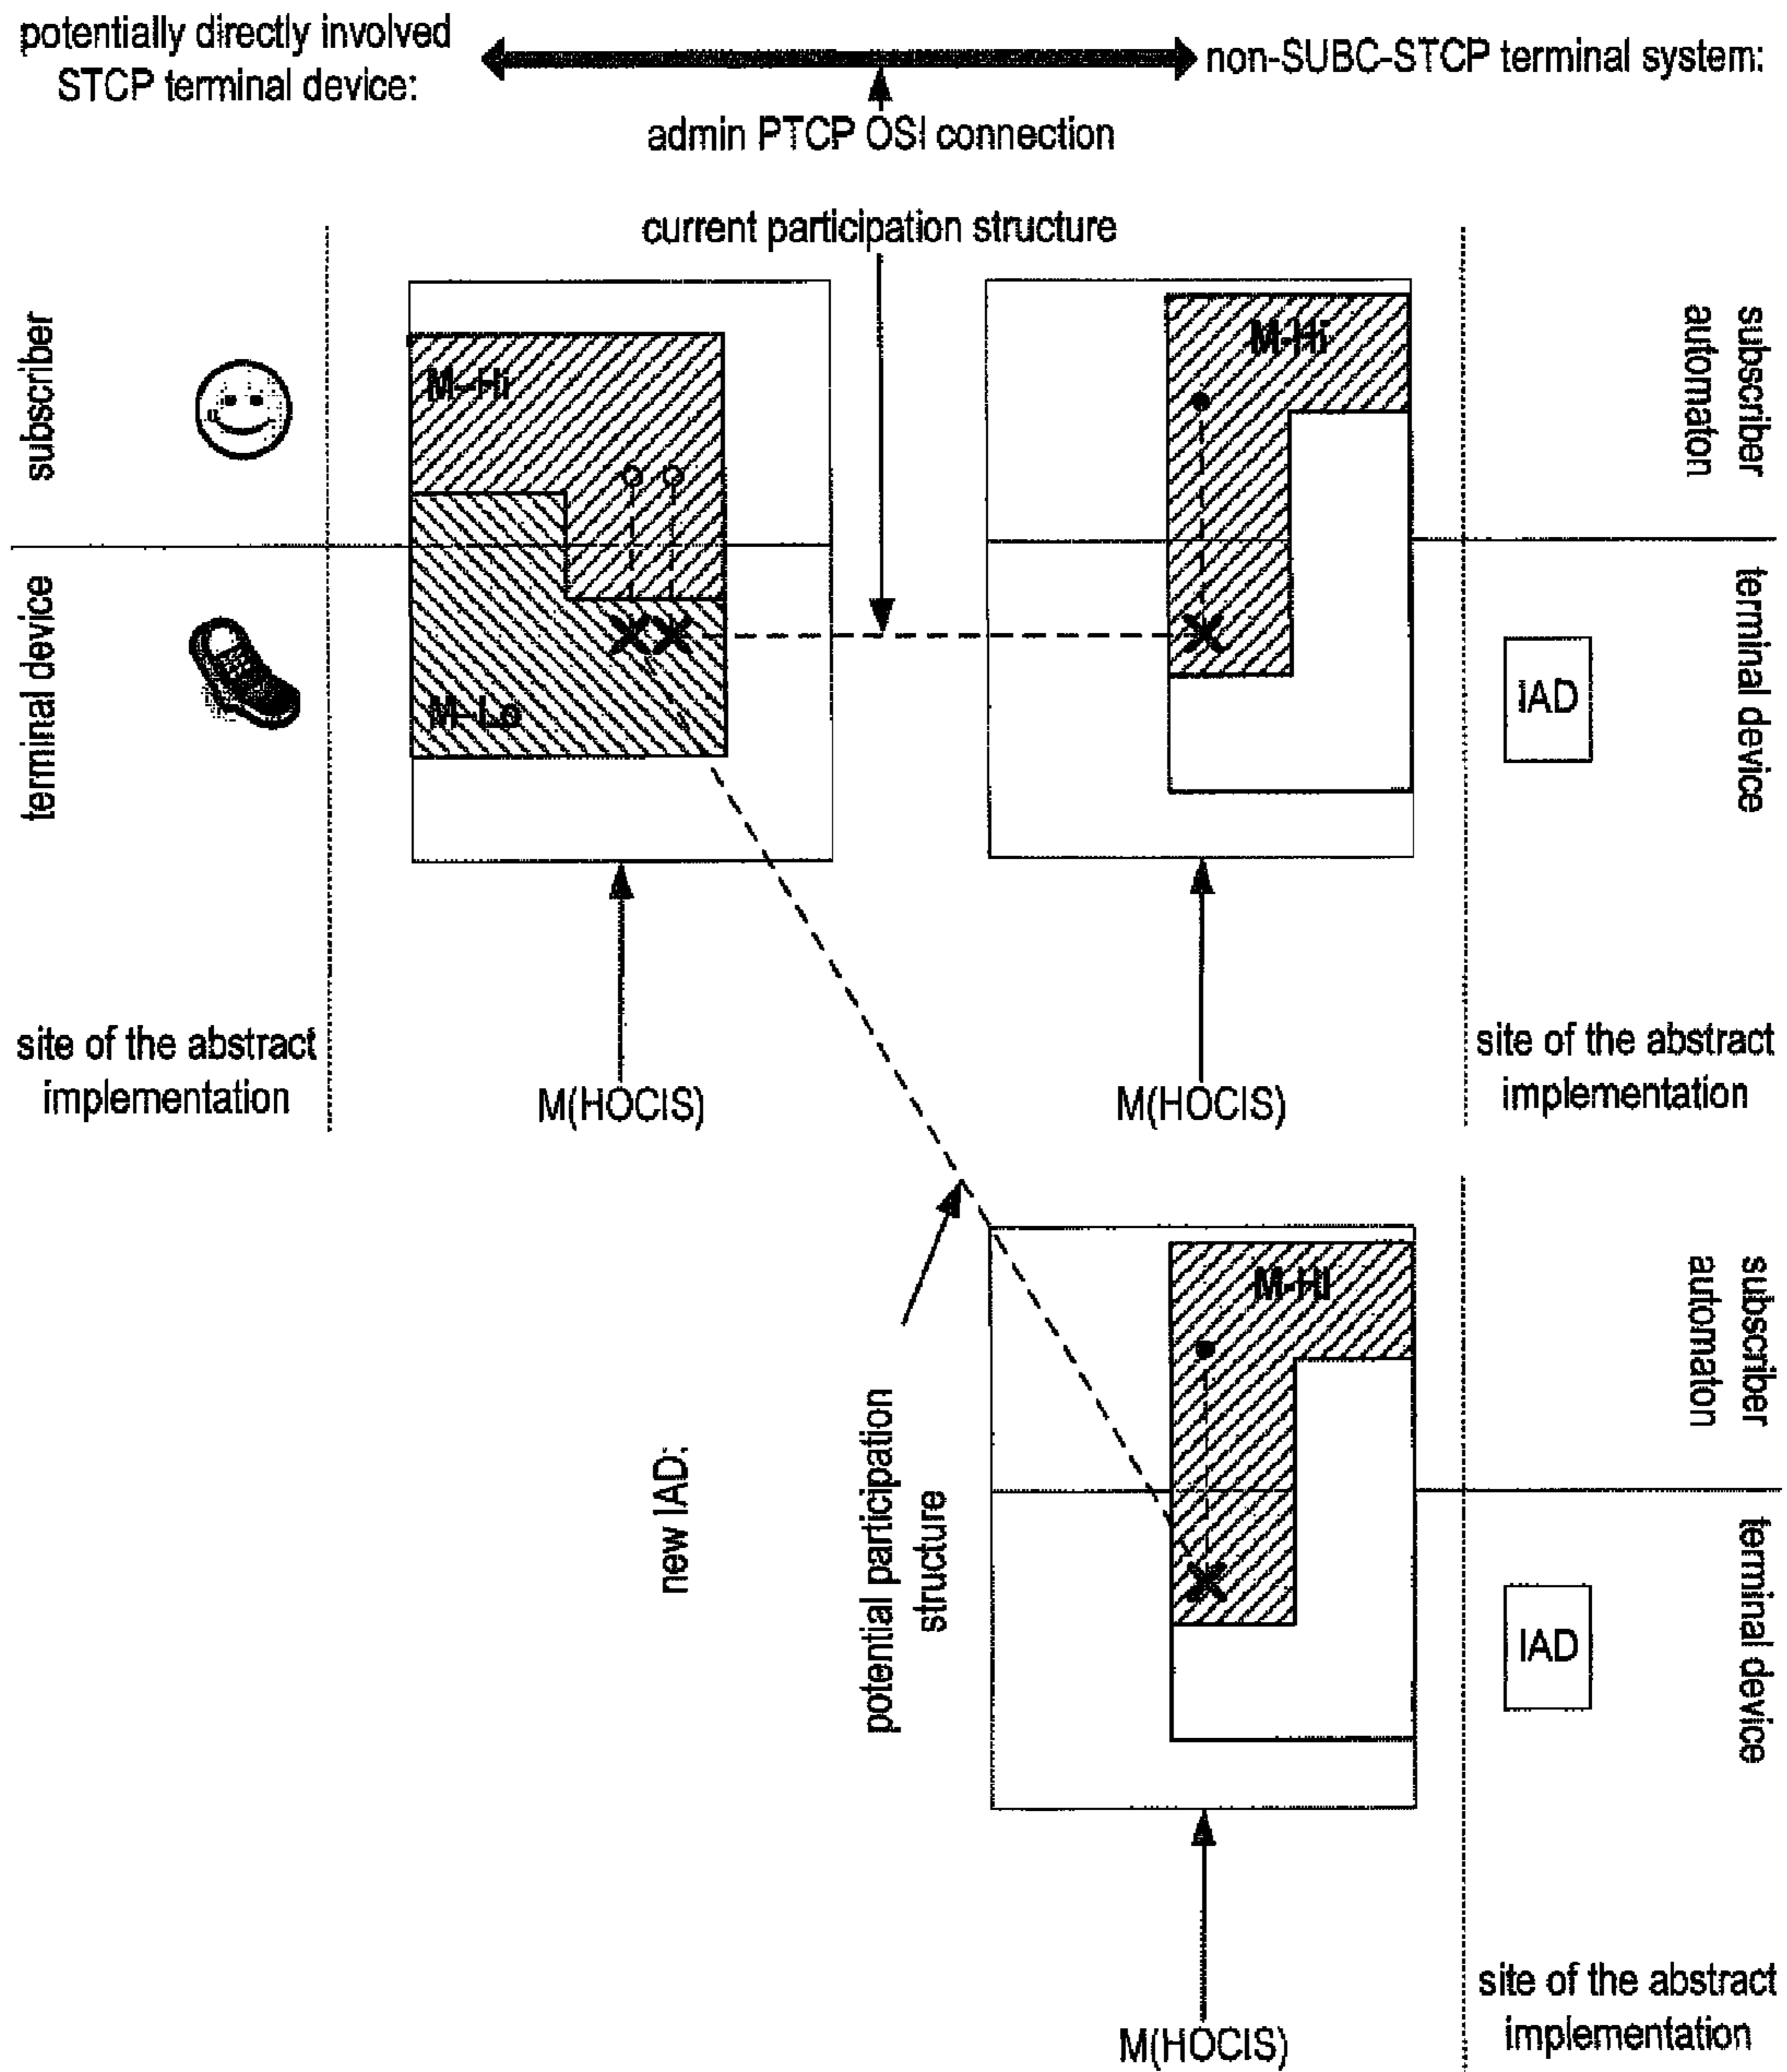 potentially directly involved
STCP terminal device:
non-SUBC-STCP terminal system:
admin PTCP OSI connection
current participation structure
subscriber
terminal device
M-Hi
M-Lo
M-Hi
subscriber
automaton
terminal device
IAD
site of the abstract
implementation
M(HOCIS)
M(HOCIS)
site of the abstract
implementation
new IAD:
potential participation
structure
M-HI
subscriber
automaton
terminal device
IAD
M(HOCIS)
site of the abstract
implementation